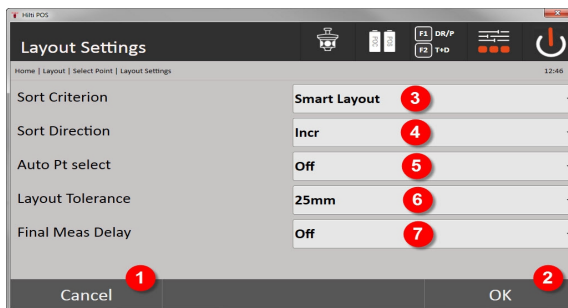 Hilti POS
Layout Settings
POC
POS
F1 DR/P
F2 T+D
Home | Layout | Select Point | Layout Settings
12:46
Sort Criterion
Smart Layout
3
Sort Direction
Incr
4
Auto Pt select
Off
5
Layout Tolerance
25mm
6
Final Meas Delay
Off
7
1
2
Cancel
OK